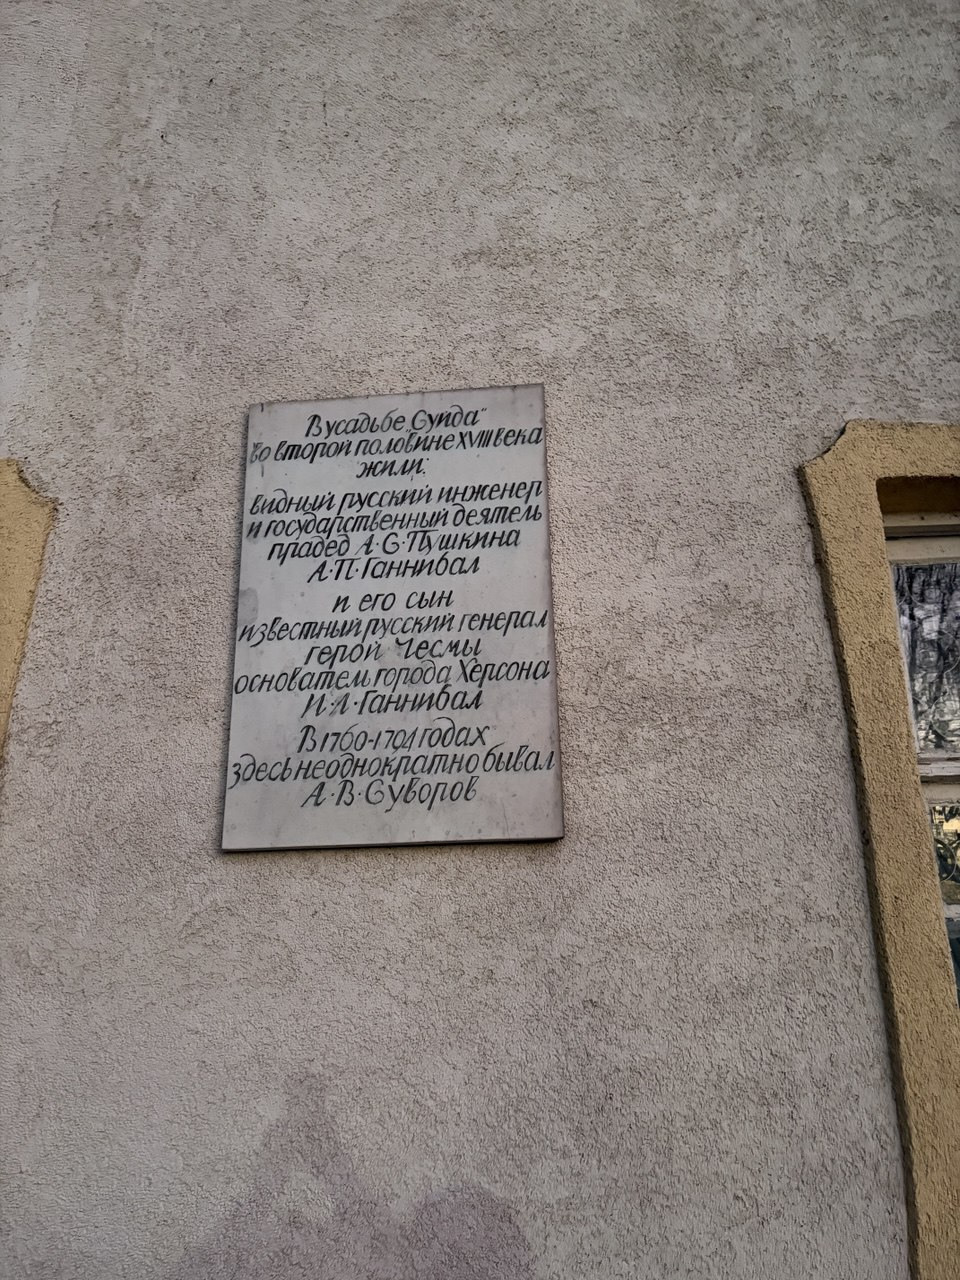 В усадьбе „Суйда"
во второй половине XVIII века
жили:
видный русский инженер
и государственный деятель
прадед А·С·Пушкина
А·П·Ганнибал
и его сын
известный русский генерал
герой Чесмы
основатель города Херсона
И·А·Ганнибал
В 1760-1794 годах
здесь неоднократно бывал
А·В·Суворов